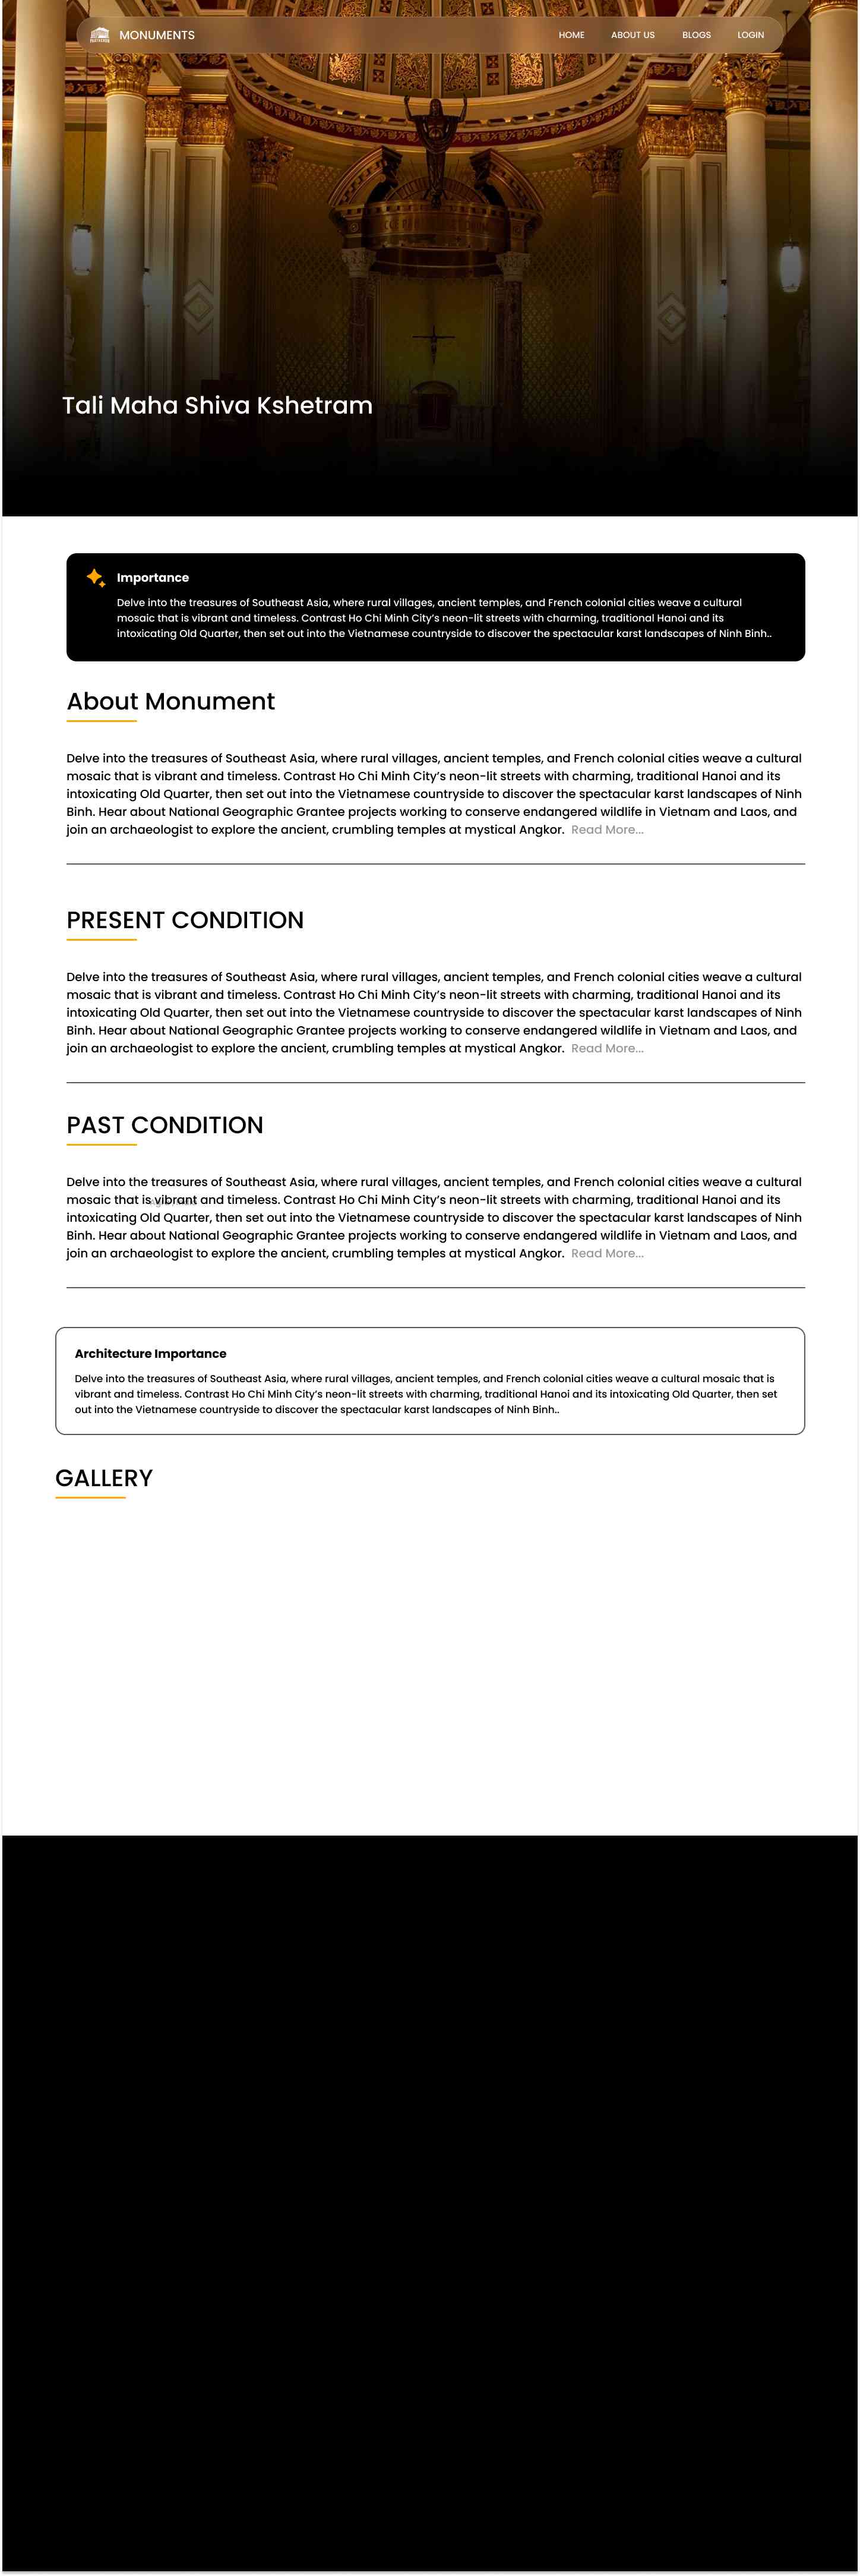 MONUMENTS
HOME ABOUT US BLOGS LOGIN
Tali Maha Shiva Kshetram
Importance
Delve into the treasures of Southeast Asia, where rural villages, ancient temples, and French colonial cities weave a cultural
mosaic that is vibrant and timeless. Contrast Ho Chi Minh City’s neon-lit streets with charming, traditional Hanoi and its
intoxicating Old Quarter, then set out into the Vietnamese countryside to discover the spectacular karst landscapes of Ninh Binh..
About Monument
Delve into the treasures of Southeast Asia, where rural villages, ancient temples, and French colonial cities weave a cultural
mosaic that is vibrant and timeless. Contrast Ho Chi Minh City’s neon-lit streets with charming, traditional Hanoi and its
intoxicating Old Quarter, then set out into the Vietnamese countryside to discover the spectacular karst landscapes of Ninh
Binh. Hear about National Geographic Grantee projects working to conserve endangered wildlife in Vietnam and Laos, and
join an archaeologist to explore the ancient, crumbling temples at mystical Angkor. Read More...
PRESENT CONDITION
Delve into the treasures of Southeast Asia, where rural villages, ancient temples, and French colonial cities weave a cultural
mosaic that is vibrant and timeless. Contrast Ho Chi Minh City’s neon-lit streets with charming, traditional Hanoi and its
intoxicating Old Quarter, then set out into the Vietnamese countryside to discover the spectacular karst landscapes of Ninh
Binh. Hear about National Geographic Grantee projects working to conserve endangered wildlife in Vietnam and Laos, and
join an archaeologist to explore the ancient, crumbling temples at mystical Angkor. Read More...
PAST CONDITION
Delve into the treasures of Southeast Asia, where rural villages, ancient temples, and French colonial cities weave a cultural
mosaic that is vibrant and timeless. Contrast Ho Chi Minh City’s neon-lit streets with charming, traditional Hanoi and its
intoxicating Old Quarter, then set out into the Vietnamese countryside to discover the spectacular karst landscapes of Ninh
Binh. Hear about National Geographic Grantee projects working to conserve endangered wildlife in Vietnam and Laos, and
join an archaeologist to explore the ancient, crumbling temples at mystical Angkor. Read More...
Architecture Importance
Delve into the treasures of Southeast Asia, where rural villages, ancient temples, and French colonial cities weave a cultural mosaic that is
vibrant and timeless. Contrast Ho Chi Minh City’s neon-lit streets with charming, traditional Hanoi and its intoxicating Old Quarter, then set
out into the Vietnamese countryside to discover the spectacular karst landscapes of Ninh Binh..
GALLERY